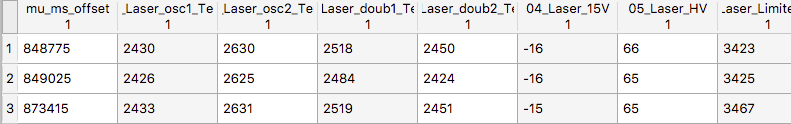 mu_ms_offset _Laser_osc1_Te _Laser_osc2_Te Laser_doub1_Te _aser_doub2_Te 04_Laser_15V 05_Laser_HV _aser_Limite
1 1 1 1 1 1 1 1
1 848775 2430 2630 2518 2450 -16 66 3423
2 849025 2426 2625 2484 2424 -16 65 3425
3 873415 2433 2631 2519 2451 -15 65 3467